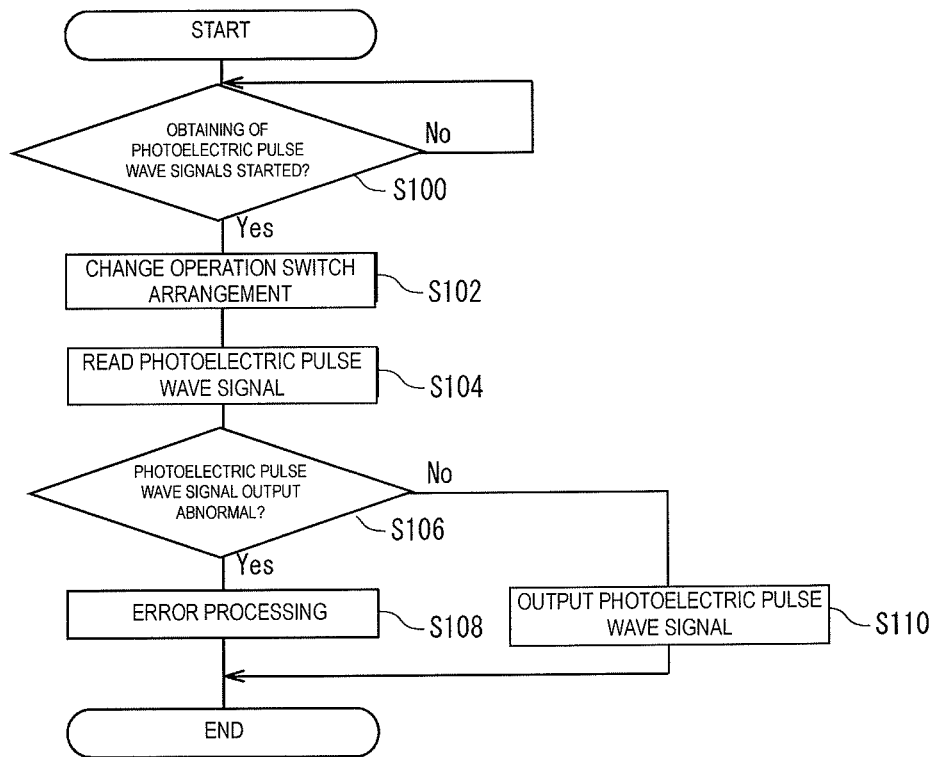 START
OBTAINING OF
PHOTOELECTRIC PULSE
WAVE SIGNALS STARTED?
No
S100
Yes
CHANGE OPERATION SWITCH
ARRANGEMENT
S102
READ PHOTOELECTRIC PULSE
WAVE SIGNAL
S104
PHOTOELECTRIC PULSE
WAVE SIGNAL OUTPUT
ABNORMAL?
No
S106
Yes
ERROR PROCESSING
S108
OUTPUT PHOTOELECTRIC PULSE
WAVE SIGNAL
S110
END